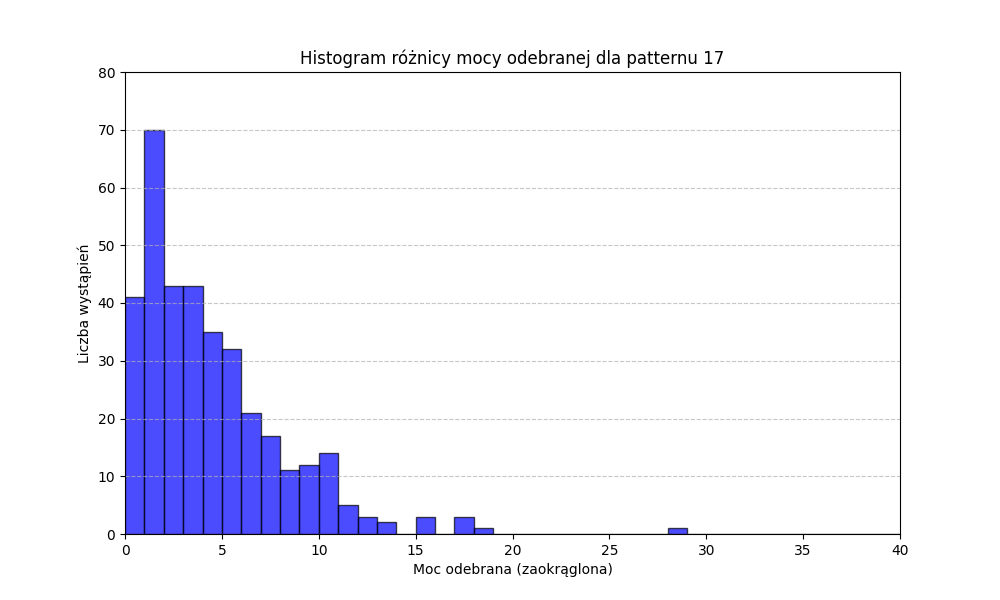 Histogram różnicy mocy odebranej dla patternu 17
80
70
60
50
40
30
20
10
0
Liczba wystąpień
0 5 10 15 20 25 30 35 40
Moc odebrana (zaokrąglona)